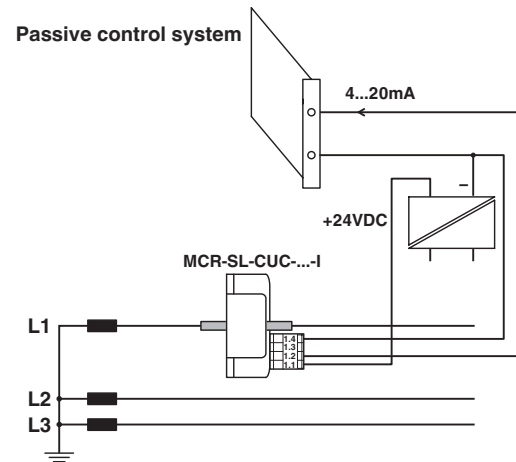 Passive control system
4...20mA
–
+24VDC
MCR-SL-CUC-...-I
L1
1.4
1.3
1.2
1.1
L2
L3